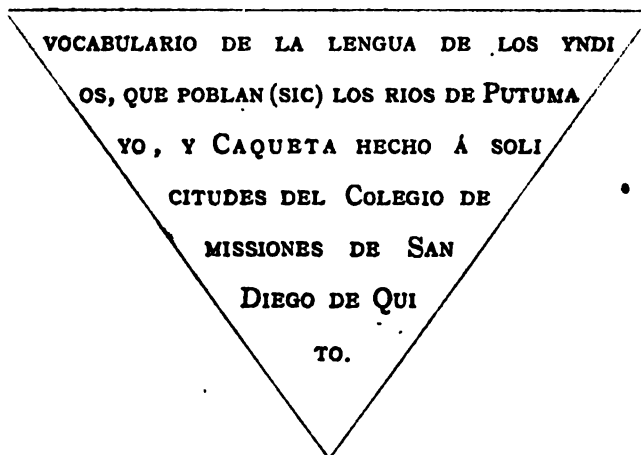 VOCABULARIO DE LA LENGUA DE LOS YNDI
OS, QUE POBLAN (SIC) LOS RIOS DE PUTUMA
YO, Y CAQUETA HECHO Á SOLI
CITUDES DEL COLEGIO DE
MISSIONES DE SAN
DIEGO DE QUI
TO.